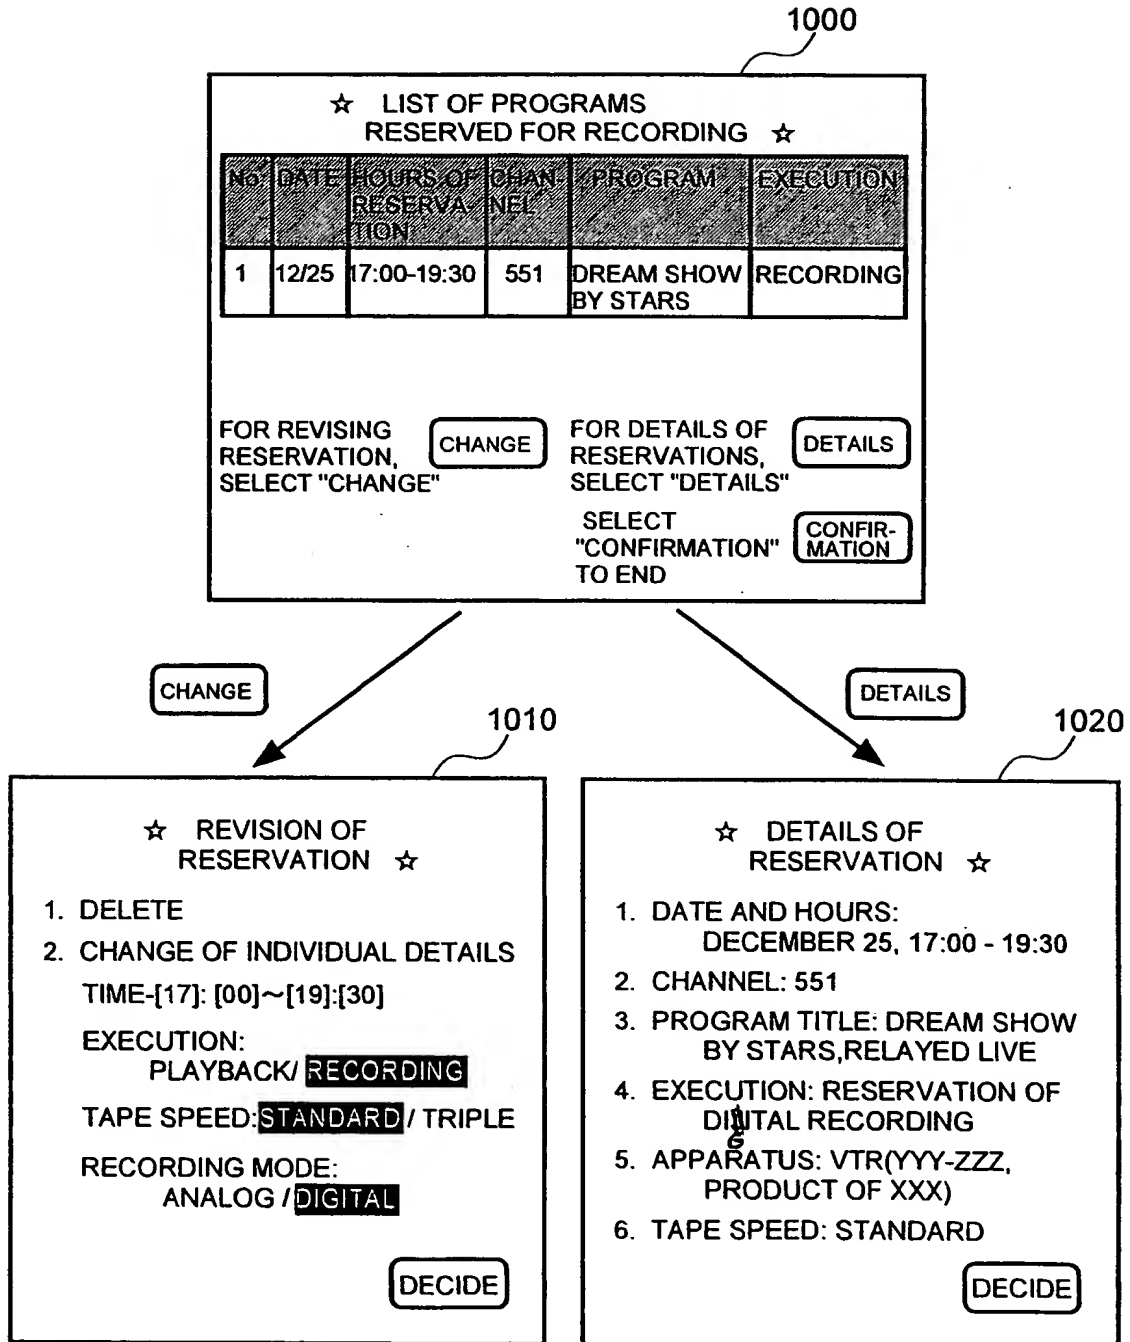 1000
☆ LIST OF PROGRAMS
RESERVED FOR RECORDING ☆
No. DATE HOURS OF RESERVA- TION CHAN- NEL PROGRAM EXECUTION
1 12/25 17:00-19:30 551 DREAM SHOW BY STARS RECORDING
FOR REVISING
RESERVATION,
SELECT "CHANGE"
CHANGE
FOR DETAILS OF
RESERVATIONS,
SELECT "DETAILS"
DETAILS
SELECT
"CONFIRMATION"
TO END
CONFIR-
MATION
CHANGE
DETAILS
1010
☆ REVISION OF
RESERVATION ☆
1. DELETE
2. CHANGE OF INDIVIDUAL DETAILS
TIME-[17]: [00]~[19]:[30]
EXECUTION:
PLAYBACK/ RECORDING
TAPE SPEED:STANDARD / TRIPLE
RECORDING MODE:
ANALOG / DIGITAL
DECIDE
1020
☆ DETAILS OF
RESERVATION ☆
1. DATE AND HOURS:
DECEMBER 25, 17:00 - 19:30
2. CHANNEL: 551
3. PROGRAM TITLE: DREAM SHOW
BY STARS,RELAYED LIVE
4. EXECUTION: RESERVATION OF
RECORDING
5. APPARATUS: VTR(YYY-ZZZ,
PRODUCT OF XXX)
6. TAPE SPEED: STANDARD
DECIDE